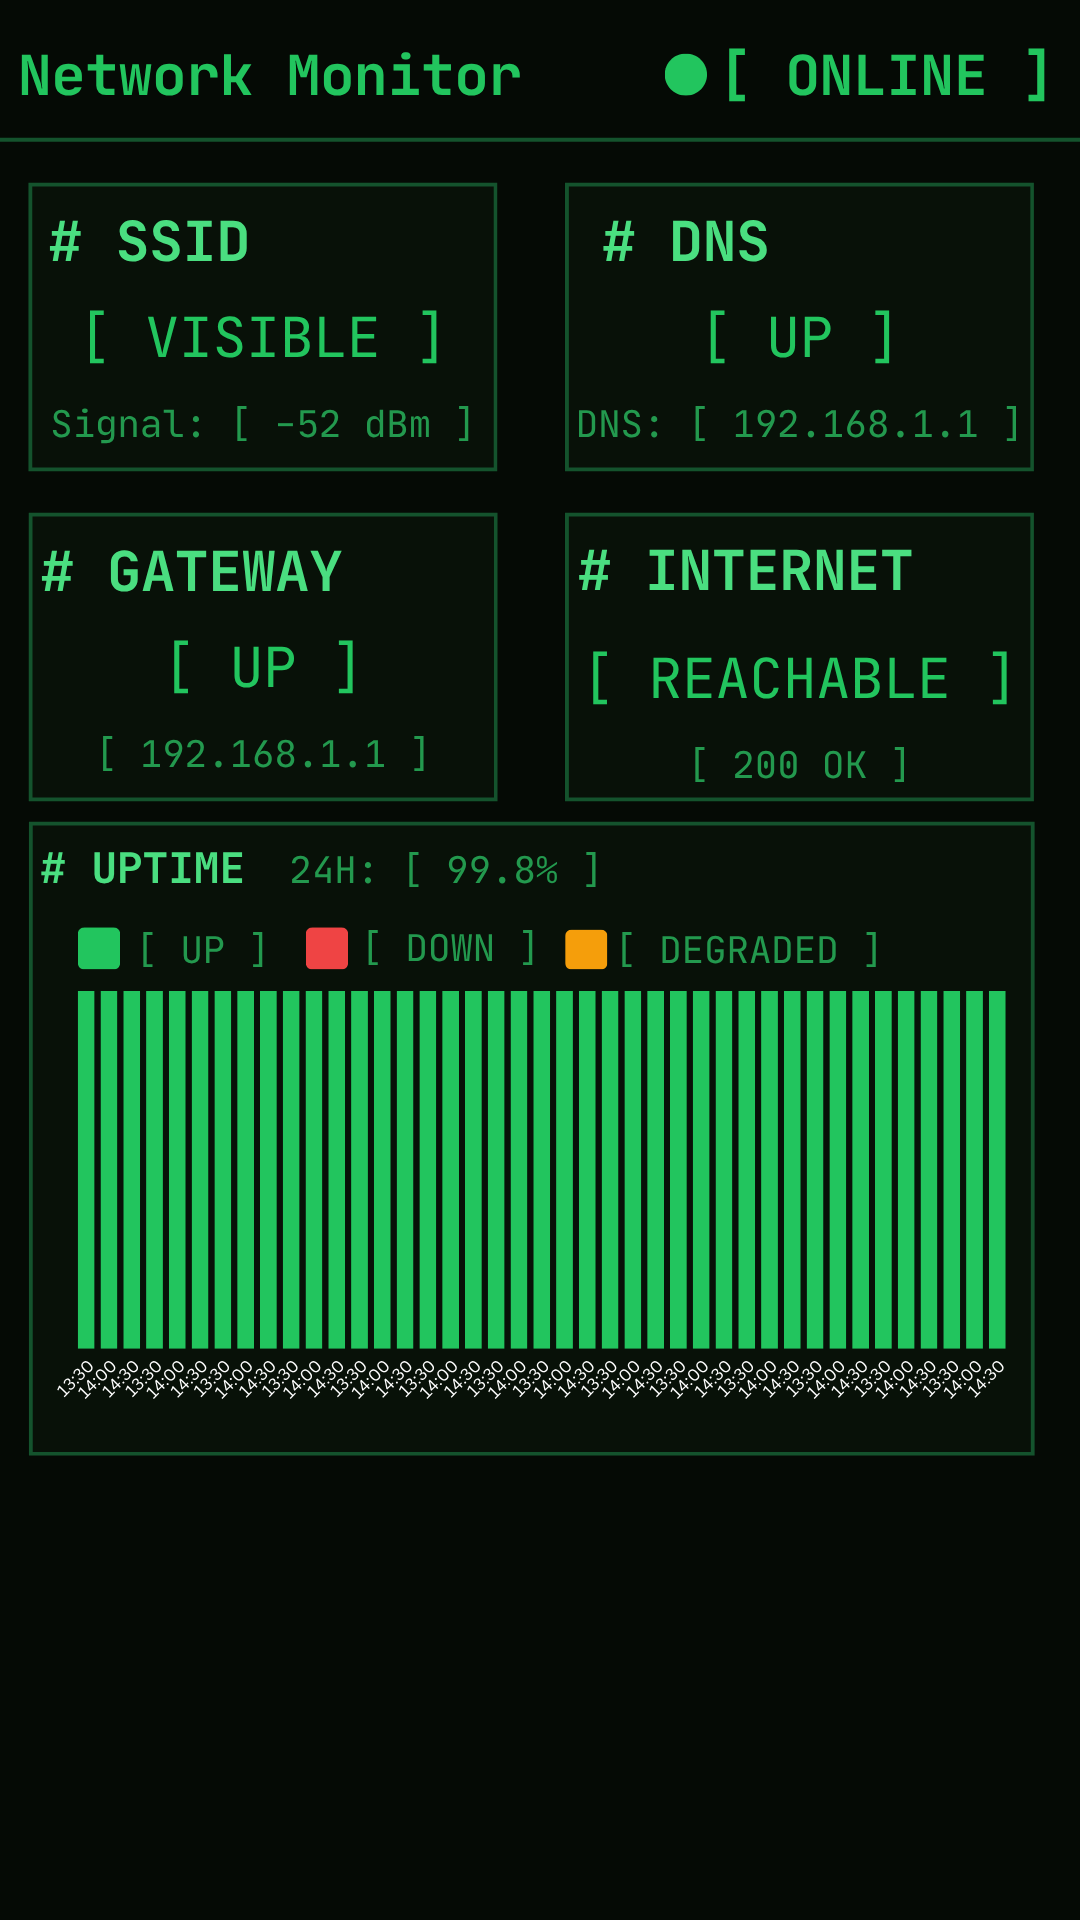 Network Monitor
[ ONLINE ]
# SSID
[ VISIBLE ]
Signal: [ -52 dBm ]
# DNS
[ UP ]
DNS: [ 192.168.1.1 ]
# GATEWAY
[ UP ]
[ 192.168.1.1 ]
# INTERNET
[ REACHABLE ]
[ 200 OK ]
# UPTIME 24H: [ 99.8% ]
[ UP ] [ DOWN ] [ DEGRADED ]
13:30 14:00 14:30 13:30 14:00 14:30 13:30 14:00 14:30 13:30 14:00 14:30 13:30 14:00 14:30 13:30 14:00 14:30 13:30 14:00 13:30 14:00 14:30 13:30 14:00 14:30 13:30 14:00 14:30 13:30 14:00 14:30 13:30 14:00 14:30 13:30 14:00 14:30 13:30 14:00 14:30